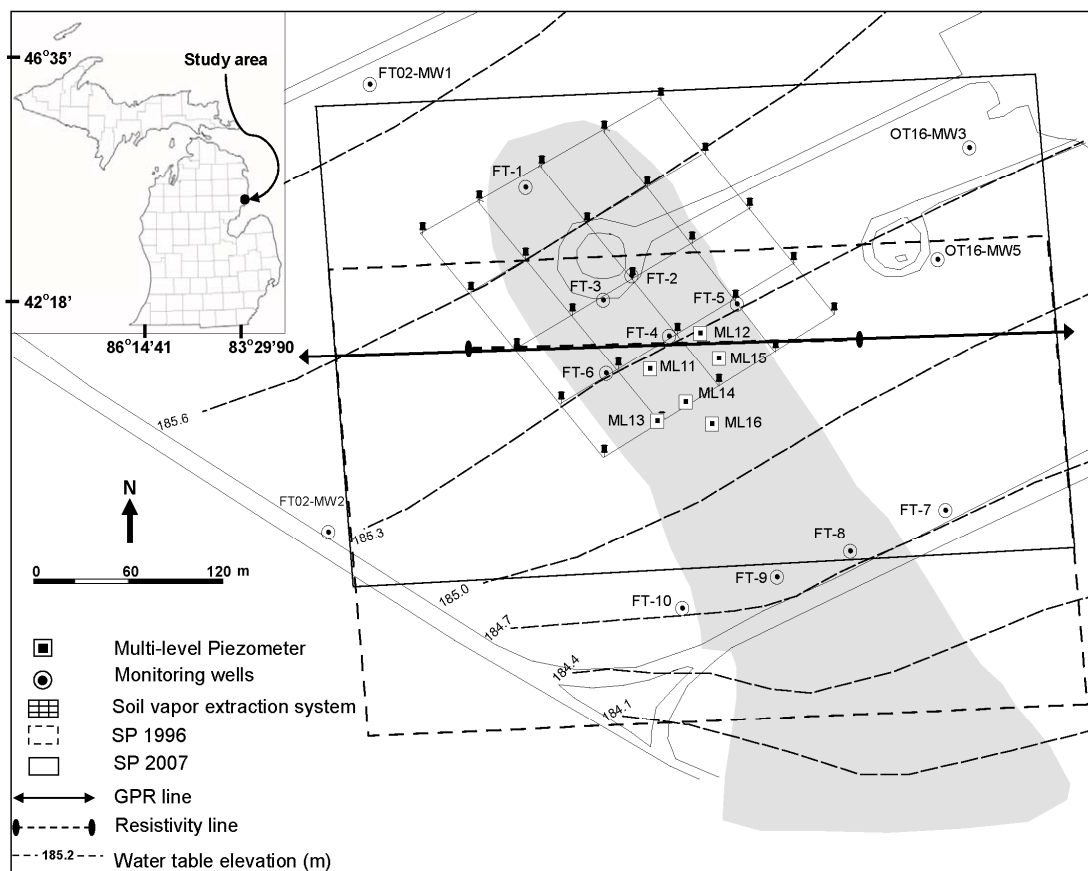 46°35'
Study area
42°18'
86°14'41
83°29'90
FT02-MW1
OT16-MW3
FT-1
OT16-MW5
FT-2
FT-3
FT-5
FT-4
ML12
ML15
FT-6
ML11
ML14
ML13
ML16
185.6
FT02-MW2
185.3
FT-7
FT-8
FT-9
FT-10
185.0
184.7
184.4
184.1
N
0 60 120 m
Multi-level Piezometer
Monitoring wells
Soil vapor extraction system
SP 1996
SP 2007
GPR line
Resistivity line
185.2 Water table elevation (m)